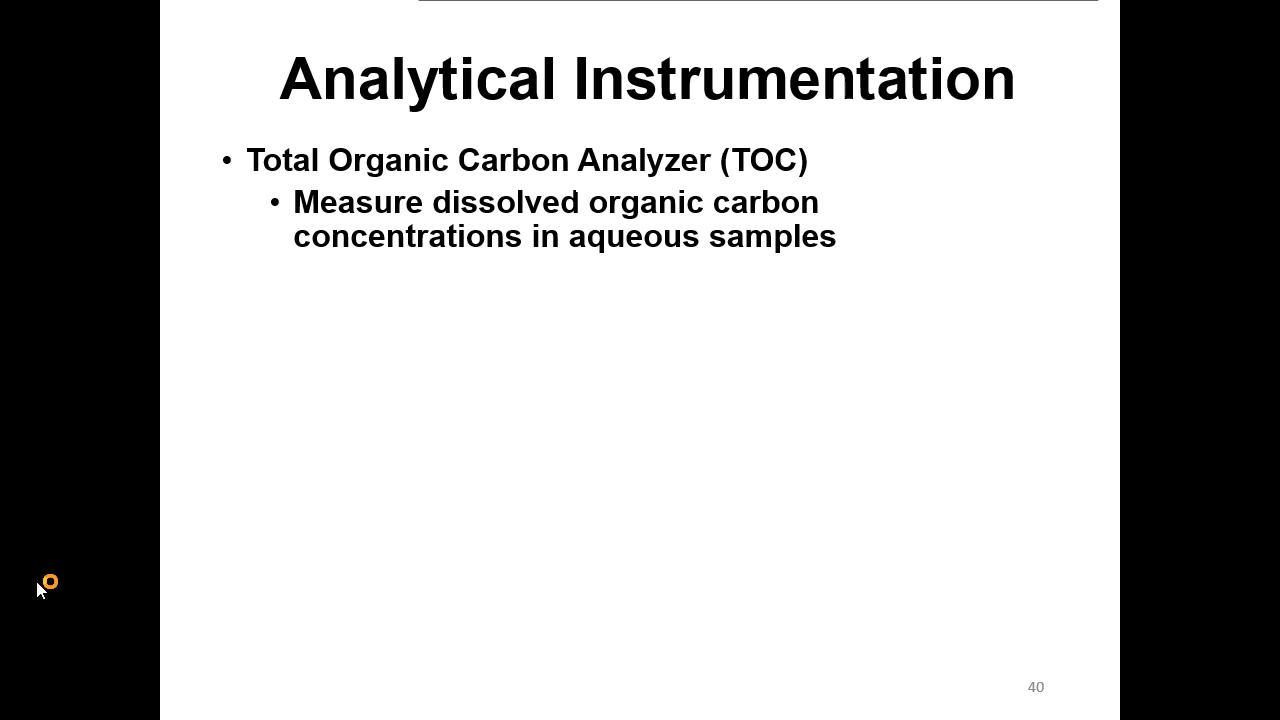 Analytical Instrumentation
• Total Organic Carbon Analyzer (TOC)
• Measure dissolved organic carbon
concentrations in aqueous samples
40